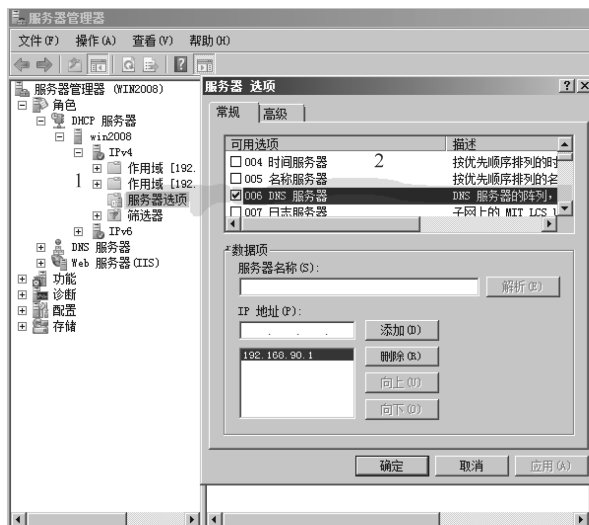 服务器管理器
文件(F) 操作(A) 查看(V) 帮助(H)
服务器管理器 (WIN2008)
角色
DHCP 服务器
win2008
IPv4
作用域 [192.
1
作用域 [192.
服务器选项
筛选器
IPv6
DNS 服务器
Web 服务器(IIS)
功能
诊断
配置
存储
服务器 选项
常规 高级
可用选项 描述
004 时间服务器 2 按优先顺序排列的时
005 名称服务器 按优先顺序排列的名
006 DNS 服务器 DNS 服务器的阵列,
007 日志服务器 子网上的 MIT LCS
数据项
服务器名称(S):
解析(E)
IP 地址(P):
. . . 添加(D)
192.168.90.1 删除(R)
向上(U)
向下(O)
确定 取消 应用(A)